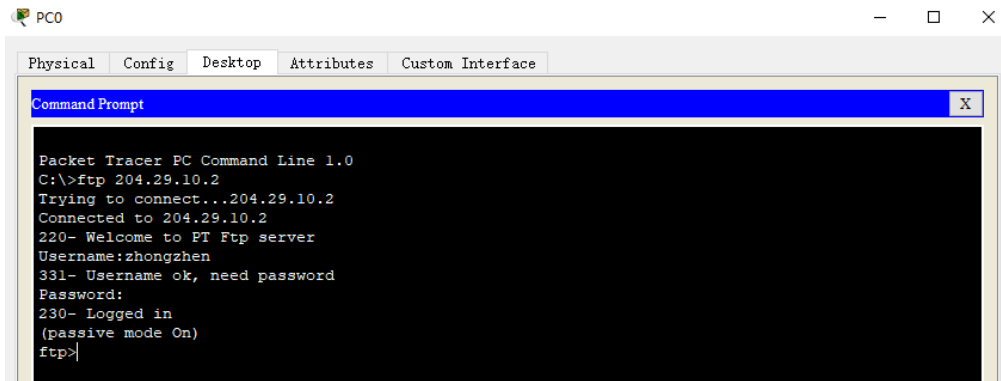 PC0
Physical Config Desktop Attributes Custom Interface
Command Prompt
X
Packet Tracer PC Command Line 1.0
C:\>ftp 204.29.10.2
Trying to connect...204.29.10.2
Connected to 204.29.10.2
220- Welcome to PT Ftp server
Username:zhongzhen
331- Username ok, need password
Password:
230- Logged in
(passive mode On)
ftp>